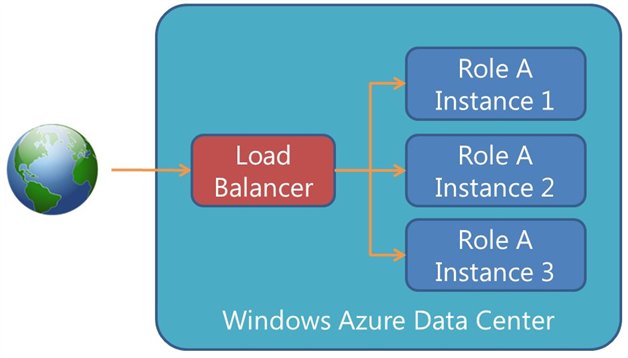 Role A
Instance 1
Load
Balancer
Role A
Instance 2
Role A
Instance 3
Windows Azure Data Center